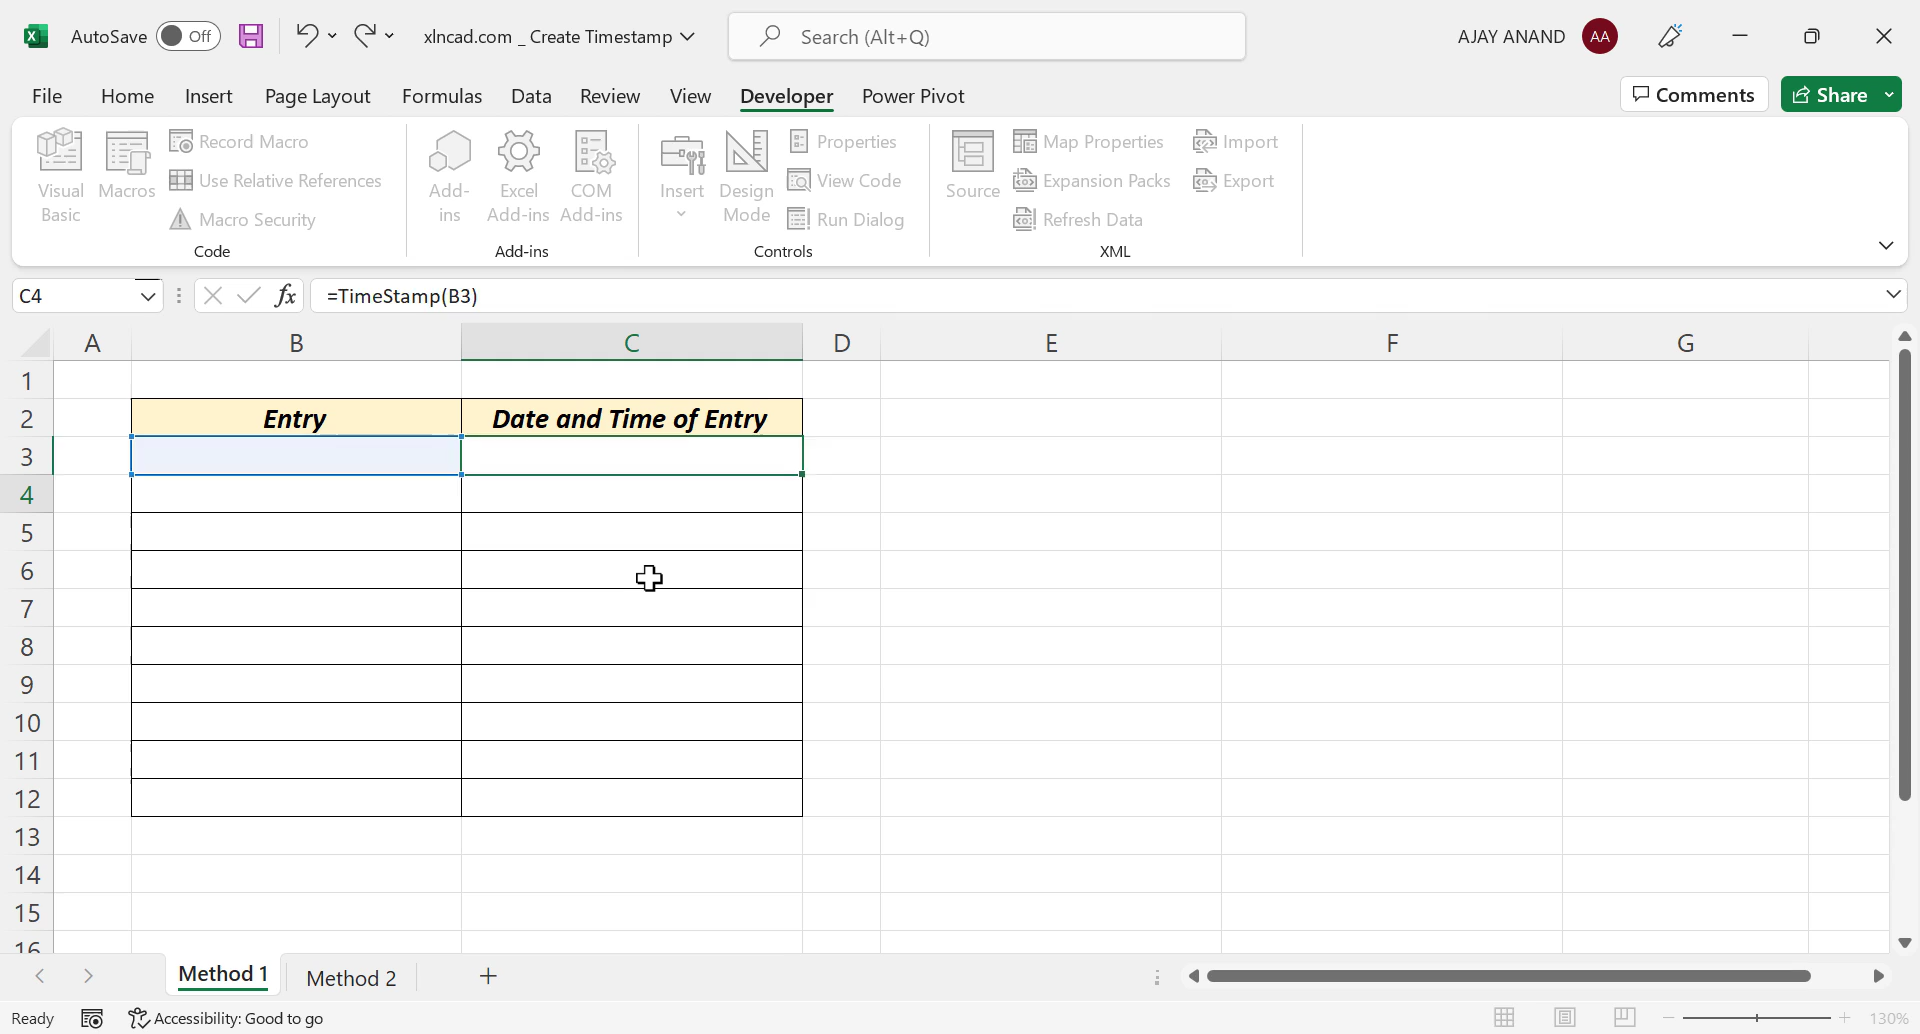 AutoSave Off xlncad.com _ Create Timestamp Search (Alt+Q) AJAY ANAND AA
File Home Insert Page Layout Formulas Data Review View Developer Power Pivot Comments Share
Visual Basic
Macros
Record Macro
Use Relative References
Macro Security
Code
Add-ins
Excel Add-ins
COM Add-ins
Add-ins
Insert
Design Mode
Properties
View Code
Run Dialog
Controls
Source
Map Properties
Expansion Packs
Refresh Data
Import
Export
XML
C4 fx =TimeStamp(B3)
A B C D E F G
1
2 Entry Date and Time of Entry
3
4
5
6
7
8
9
10
11
12
13
14
15
16
Method 1 Method 2
Ready Accessibility: Good to go 130%